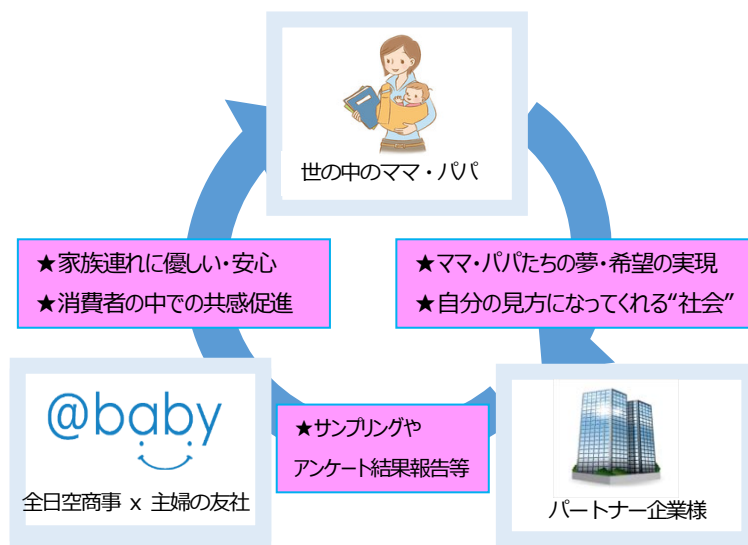 世の中のママ・パパ
★家族連れに優しい・安心
★消費者の中での共感促進
★ママ・パパたちの夢・希望の実現
★自分の見方になってくれる“社会”
@baby
全日空商事 x 主婦の友社
★サンプリングや
アンケート結果報告等
パートナー企業様